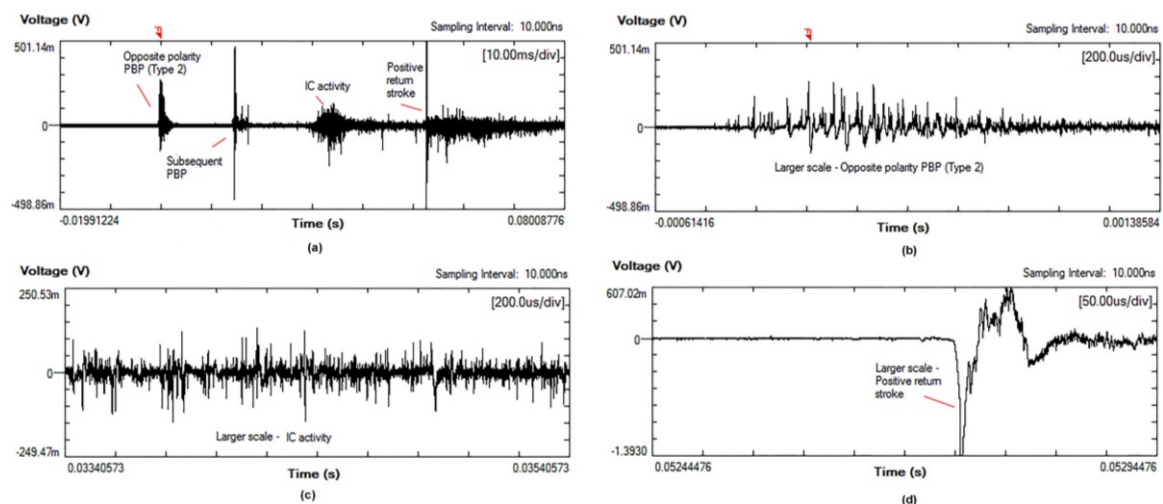 Voltage (V)
Sampling Interval: 10.000ns
501.14m
[10.00ms/div]
Opposite polarity
PBP (Type 2)
IC activity
Positive
return
stroke
0
Subsequent
PBP
-498.86m
-0.01991224
0.08008776
Time (s)
(a)
Voltage (V)
Sampling Interval: 10.000ns
501.14m
[200.0us/div]
0
Larger scale - Opposite polarity PBP (Type 2)
-498.86m
-0.00061416
0.00138584
Time (s)
(b)
Voltage (V)
Sampling Interval: 10.000ns
250.53m
[200.0us/div]
0
Larger scale - IC activity
-249.47m
0.03340573
0.03540573
Time (s)
(c)
Voltage (V)
Sampling Interval: 10.000ns
607.02m
[50.00us/div]
0
Larger scale -
Positive return
stroke
-1.3930
0.05244476
0.05294476
Time (s)
(d)